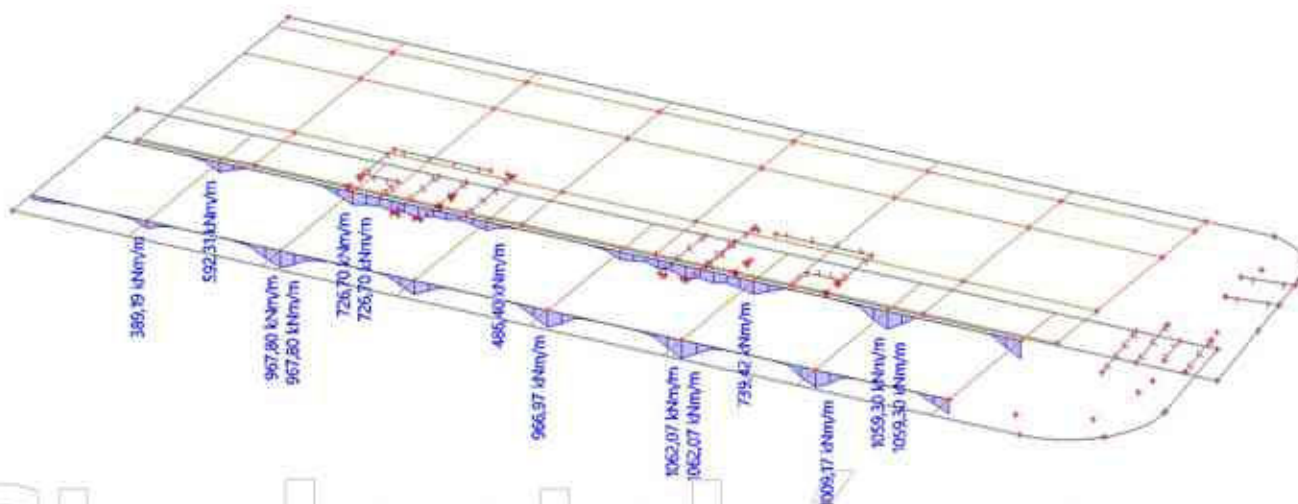 389,19 kNm/m
592,31 kNm/m
967,80 kNm/m
967,80 kNm/m
726,70 kNm/m
726,70 kNm/m
486,40 kNm/m
966,97 kNm/m
1062,07 kNm/m
1062,07 kNm/m
739,42 kNm/m
1059,30 kNm/m
1059,30 kNm/m